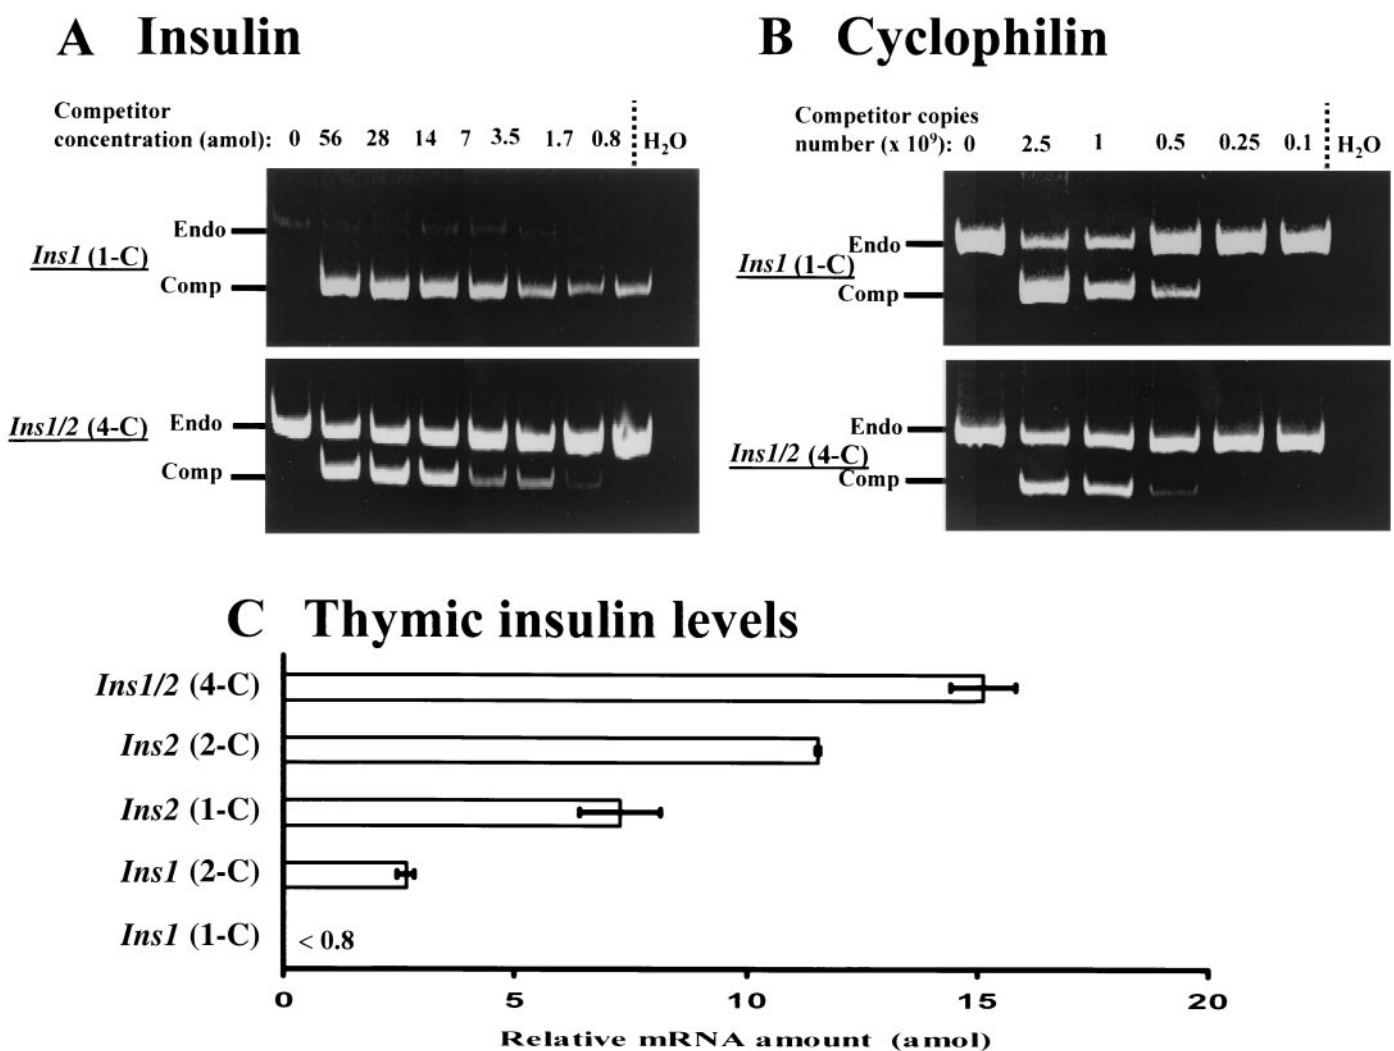 A Insulin
Competitor
concentration (amol): 0 56 28 14 7 3.5 1.7 0.8 H₂O
Ins1 (1-C)
Endo
Comp
Ins1/2 (4-C)
Endo
Comp
B Cyclophilin
Competitor copies
number (x 10⁹): 0 2.5 1 0.5 0.25 0.1 H₂O
Ins1 (1-C)
Endo
Comp
Ins1/2 (4-C)
Endo
Comp
C Thymic insulin levels
Ins1/2 (4-C)
Ins2 (2-C)
Ins2 (1-C)
Ins1 (2-C)
Ins1 (1-C) < 0.8
0 5 10 15 20
Relative mRNA amount (amol)